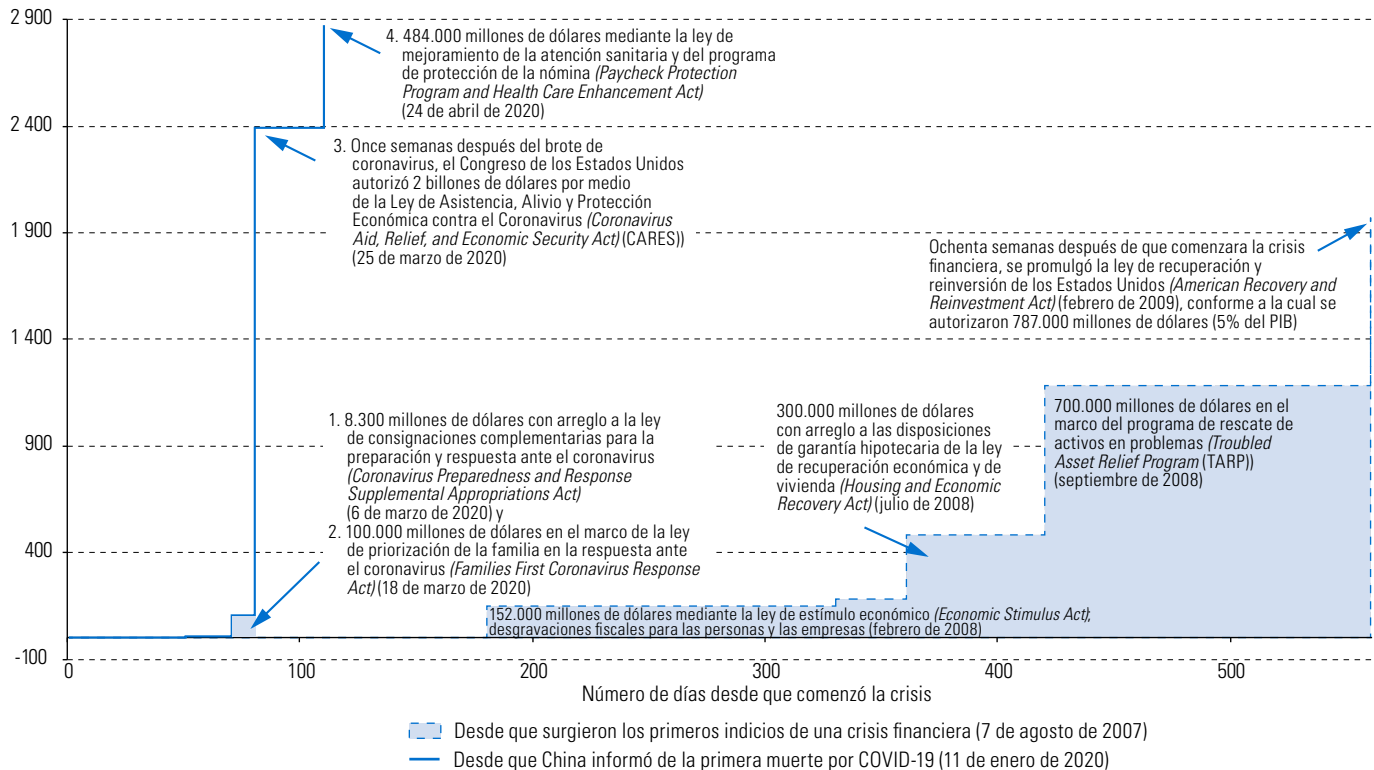 2 900
2 400
1 900
1 400
900
400
-100
4. 484.000 millones de dólares mediante la ley de
mejoramiento de la atención sanitaria y del programa
de protección de la nómina (Paycheck Protection
Program and Health Care Enhancement Act)
(24 de abril de 2020)
3. Once semanas después del brote de
coronavirus, el Congreso de los Estados Unidos
autorizó 2 billones de dólares por medio
de la Ley de Asistencia, Alivio y Protección
Económica contra el Coronavirus (Coronavirus
Aid, Relief, and Economic Security Act) (CARES))
(25 de marzo de 2020)
Ochenta semanas después de que comenzara la crisis
financiera, se promulgó la ley de recuperación y
reinversión de los Estados Unidos (American Recovery and
Reinvestment Act) (febrero de 2009), conforme a la cual se
autorizaron 787.000 millones de dólares (5% del PIB)
1. 8.300 millones de dólares con arreglo a la ley
de consignaciones complementarias para la
preparación y respuesta ante el coronavirus
(Coronavirus Preparedness and Response
Supplemental Appropriations Act)
(6 de marzo de 2020) y
2. 100.000 millones de dólares en el marco de la ley
de priorización de la familia en la respuesta ante
el coronavirus (Families First Coronavirus Response
Act) (18 de marzo de 2020)
300.000 millones de dólares
con arreglo a las disposiciones
de garantía hipotecaria de la ley
de recuperación económica y de
vivienda (Housing and Economic
Recovery Act) (julio de 2008)
700.000 millones de dólares en el
marco del programa de rescate de
activos en problemas (Troubled
Asset Relief Program (TARP))
(septiembre de 2008)
152.000 millones de dólares mediante la ley de estímulo económico (Economic Stimulus Act);
desgravaciones fiscales para las personas y las empresas (febrero de 2008)
0
100
200
300
400
500
Número de días desde que comenzó la crisis
Desde que surgieron los primeros indicios de una crisis financiera (7 de agosto de 2007)
Desde que China informó de la primera muerte por COVID-19 (11 de enero de 2020)